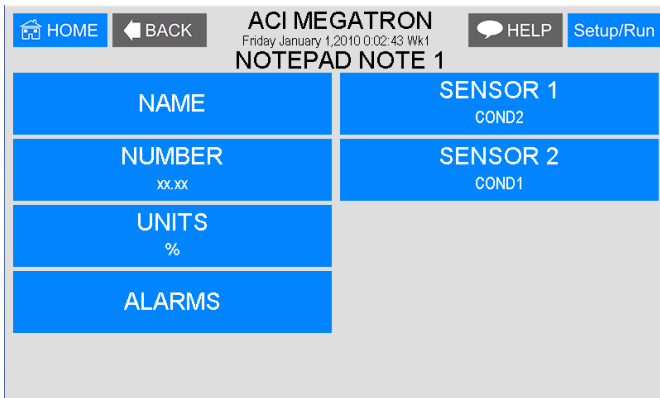 HOME
BACK
ACI MEGATRON
Friday January 1,2010 0:02:43 Wk1
NOTEPAD NOTE 1
HELP
Setup/Run
NAME
SENSOR 1
COND2
NUMBER
xx.xx
SENSOR 2
COND1
UNITS
%
ALARMS